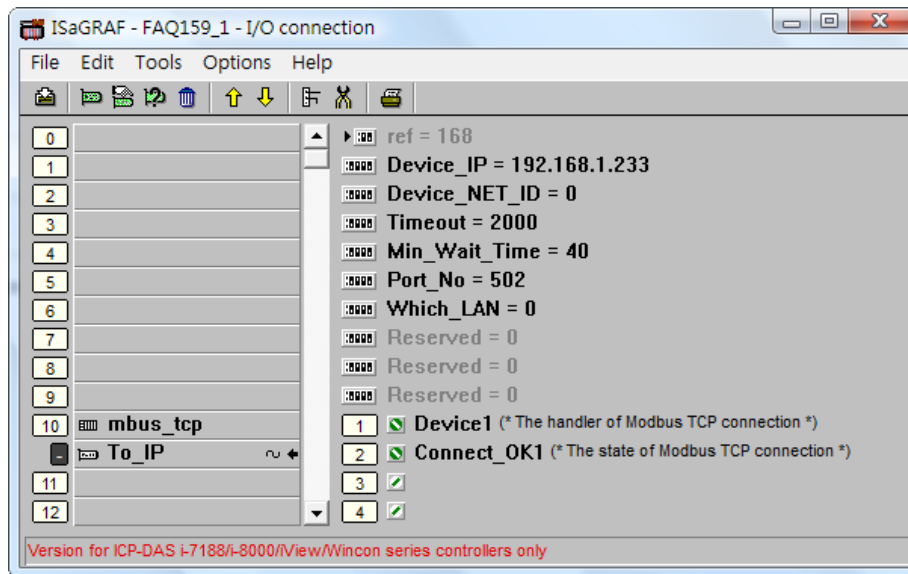 ISaGRAF - FAQ159_1 - I/O connection
File Edit Tools Options Help
0 ref = 168
1 Device_IP = 192.168.1.233
2 Device_NET_ID = 0
3 Timeout = 2000
4 Min_Wait_Time = 40
5 Port_No = 502
6 Which_LAN = 0
7 Reserved = 0
8 Reserved = 0
9 Reserved = 0
10 mbus_tcp 1 Device1 (* The handler of Modbus TCP connection *)
- To_IP 2 Connect_OK1 (* The state of Modbus TCP connection *)
11 3
12 4
Version for ICP-DAS i-7188/i-8000/iView/Wincon series controllers only